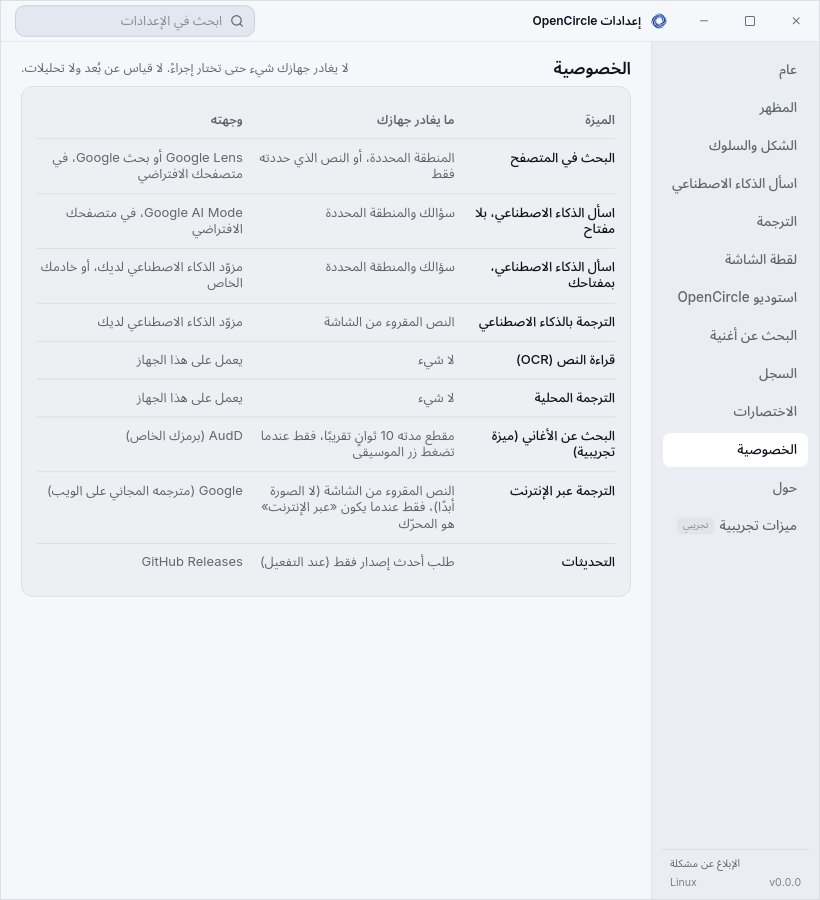 إعدادات OpenCircle
ابحث في الإعدادات
عام
المظهر
الشكل والسلوك
اسأل الذكاء الاصطناعي
الترجمة
لقطة الشاشة
استوديو OpenCircle
البحث عن أغنية
السجل
الاختصارات
الخصوصية
حول
ميزات تجريبية تجريبي
الإبلاغ عن مشكلة
v0.0.0 Linux
الخصوصية
لا يغادر جهازك شيء حتى تختار إجراءً. لا قياس عن بُعد ولا تحليلات.
الميزة ما يغادر جهازك وجهته
البحث في المتصفح المنطقة المحددة، أو النص الذي حددته Google Lens أو بحث Google، في
فقط متصفحك الافتراضي
اسأل الذكاء الاصطناعي، بلا سؤالك والمنطقة المحددة Google AI Mode، في متصفحك
مفتاح الافتراضي
اسأل الذكاء الاصطناعي، سؤالك والمنطقة المحددة مزوّد الذكاء الاصطناعي لديك، أو خادمك
بمفتاحك الخاص
الترجمة بالذكاء الاصطناعي النص المقروء من الشاشة مزوّد الذكاء الاصطناعي لديك
قراءة النص (OCR) لا شيء يعمل على هذا الجهاز
الترجمة المحلية لا شيء يعمل على هذا الجهاز
البحث عن الأغاني (ميزة مقطع مدته 10 ثوانٍ تقريبًا، فقط عندما AudD (برمزك الخاص)
تجريبية) تضغط زر الموسيقى
الترجمة عبر الإنترنت النص المقروء من الشاشة (لا الصورة Google (مترجمه المجاني على الويب)
أبدًا)، فقط عندما يكون «عبر الإنترنت»
هو المحرّك
التحديثات طلب أحدث إصدار فقط (عند التفعيل) GitHub Releases